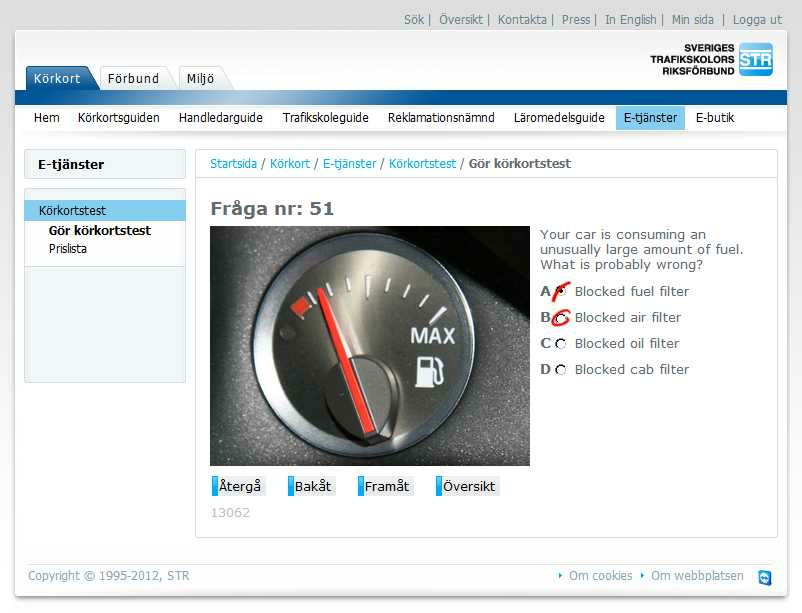 Sök | Översikt | Kontakta | Press | In English | Min sida | Logga ut
SVERIGES
TRAFIKSKOLORS
RIKSFÖRBUND
STR
Körkort Förbund Miljö
Hem Körkortsguiden Handledarguide Trafikskoleguide Reklamationsnämnd Läromedelsguide E-tjänster E-butik
E-tjänster
Körkortstest
Gör körkortstest
Prislista
Startsida / Körkort / E-tjänster / Körkortstest / Gör körkortstest
Fråga nr: 51
MAX
Your car is consuming an
unusually large amount of fuel.
What is probably wrong?
A Blocked fuel filter
B Blocked air filter
C Blocked oil filter
D Blocked cab filter
Återgå Bakåt Framåt Översikt
13062
Copyright © 1995-2012, STR
Om cookies Om webbplatsen